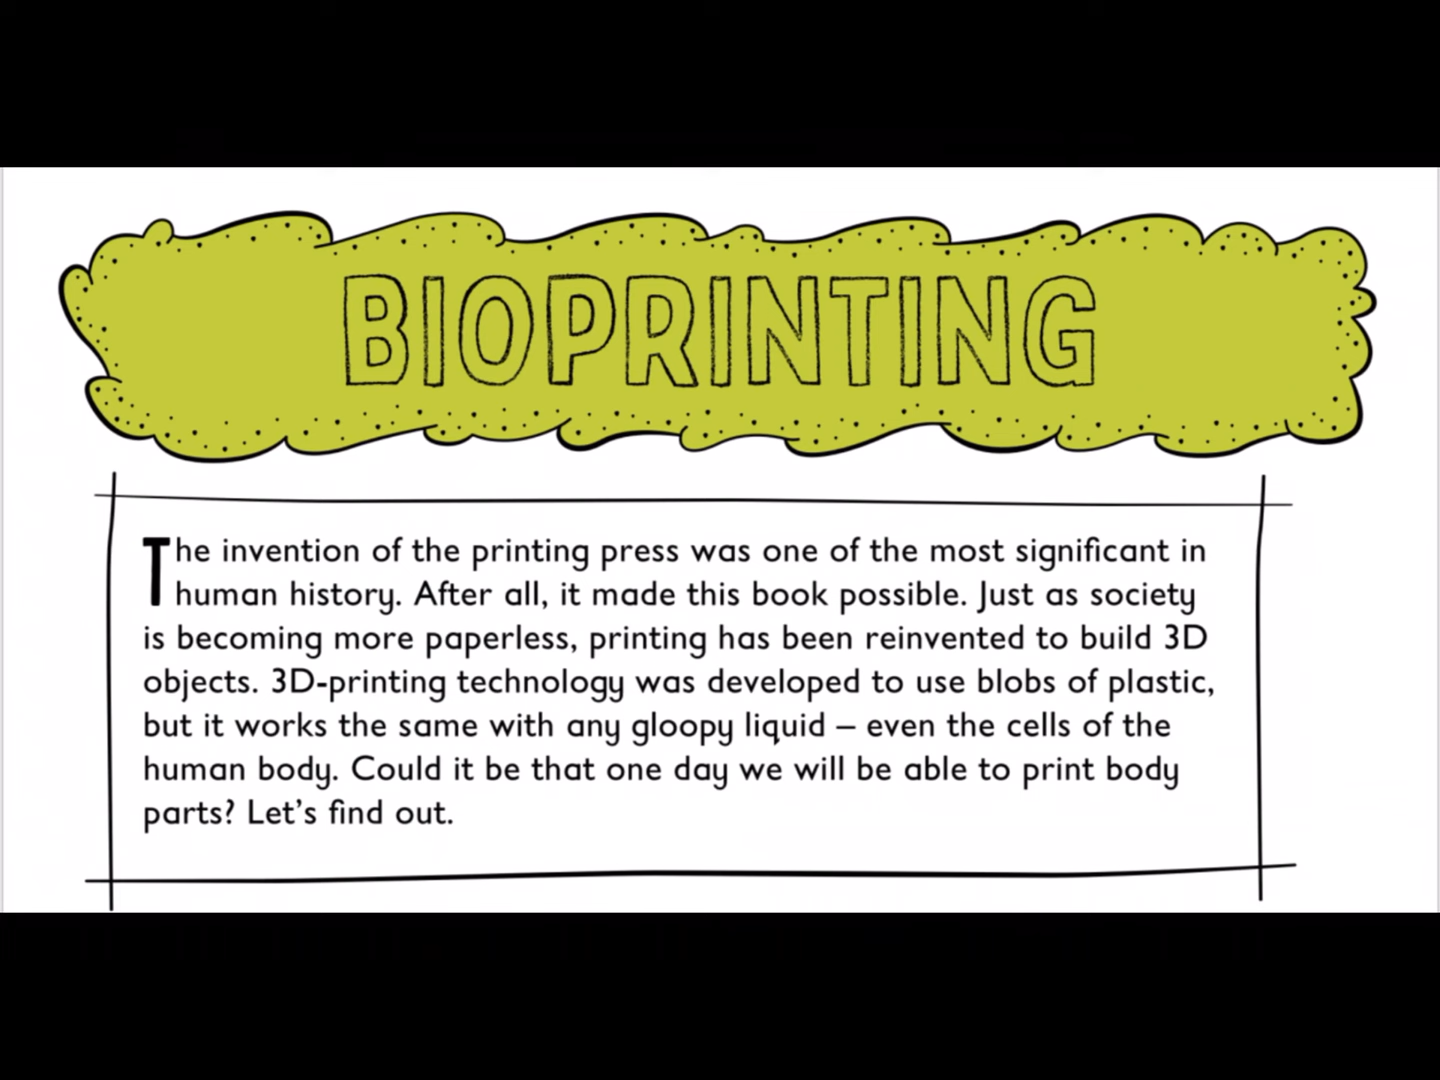 BIOPRINTING
The invention of the printing press was one of the most significant in
human history. After all, it made this book possible. Just as society
is becoming more paperless, printing has been reinvented to build 3D
objects. 3D-printing technology was developed to use blobs of plastic,
but it works the same with any gloopy liquid – even the cells of the
human body. Could it be that one day we will be able to print body
parts? Let’s find out.